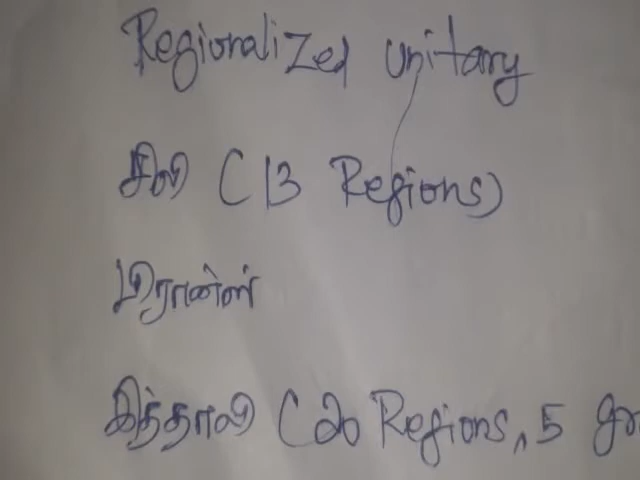 Regionalized unitary
சிலி (13 Regions)
பிரான்ஸ்
இத்தாலி (20 Regions, 5